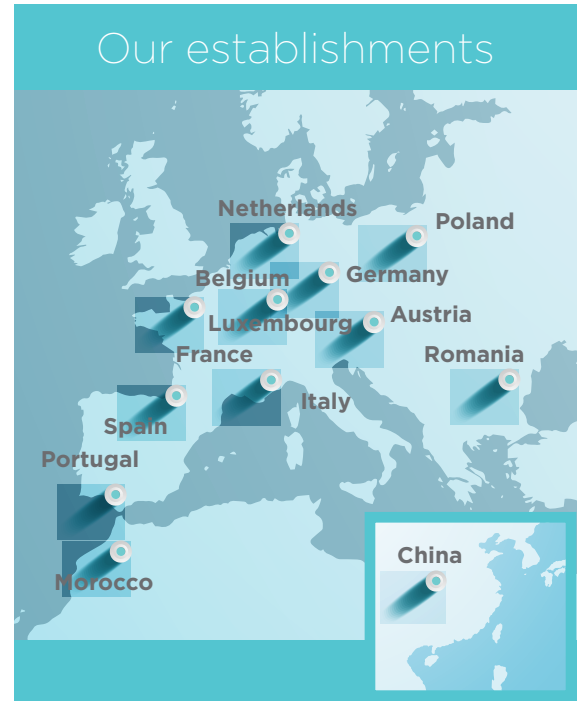 Our establishments
Netherlands
Poland
Belgium
Germany
Luxembourg
Austria
France
Romania
Italy
Spain
Portugal
China
Morocco